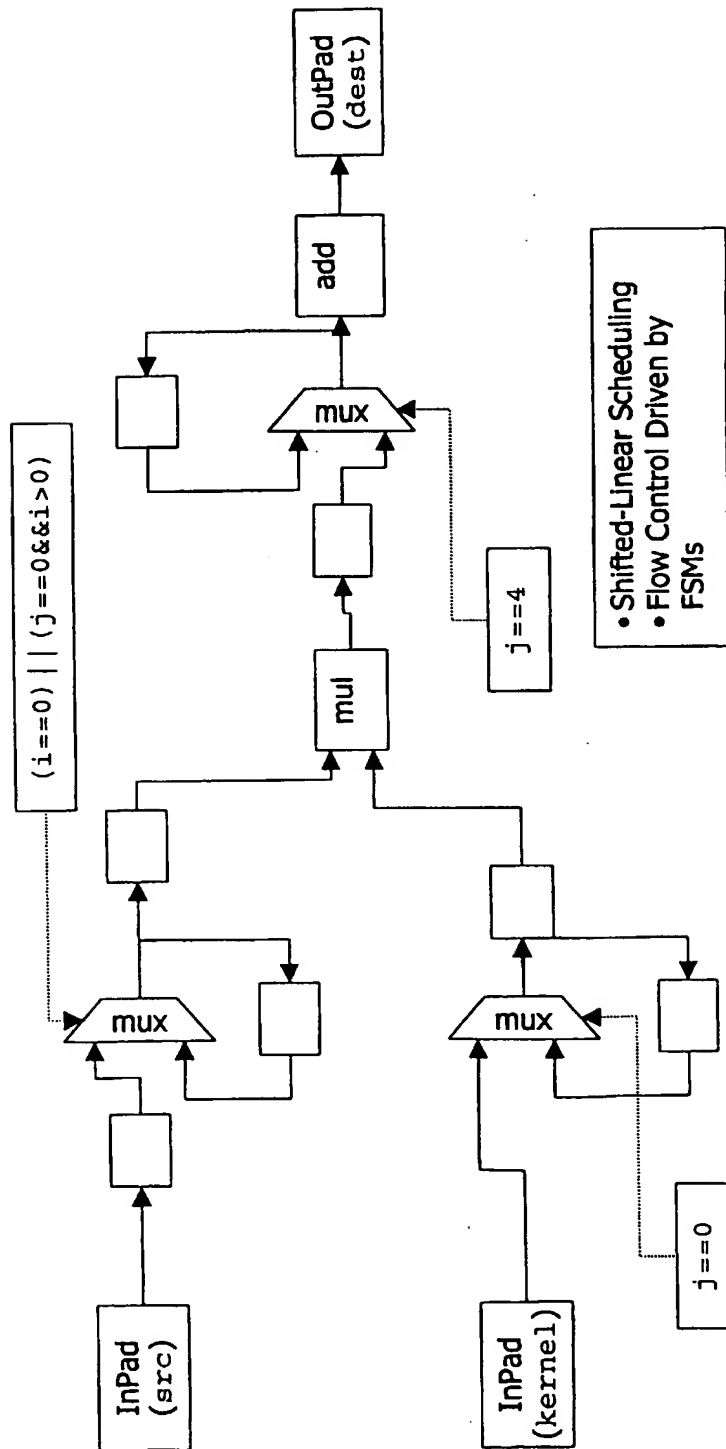 InPad
(src)
mux
(i==0)||(j==0&&i>0)
InPad
(kernel)
mux
j==0
mul
mux
j==4
add
OutPad
(dest)
• Shifted-Linear Scheduling
• Flow Control Driven by
FSMs